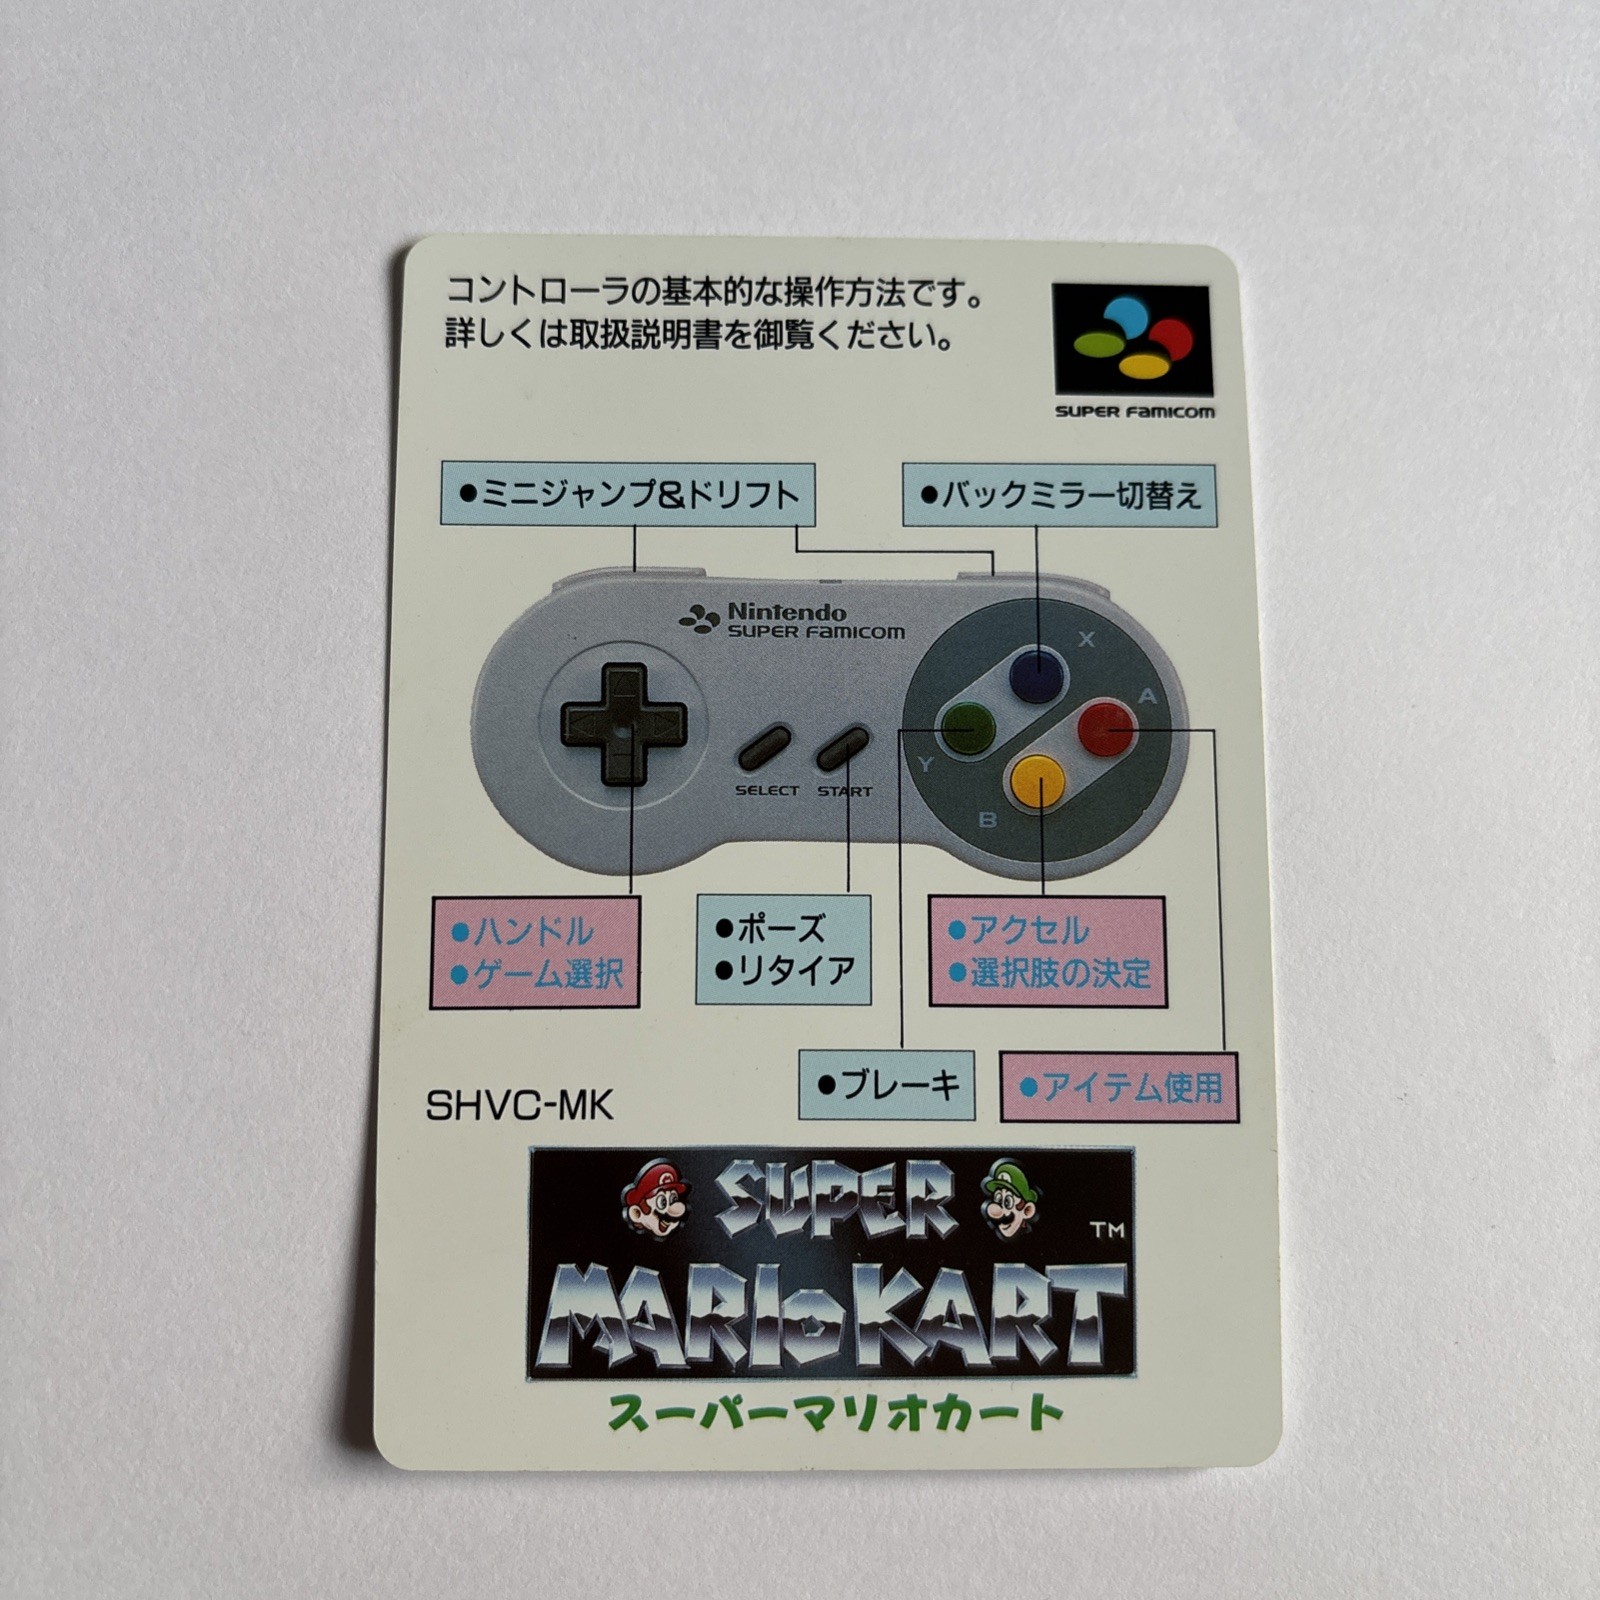 コントローラの基本的な操作方法です。
詳しくは取扱説明書を御覧ください。
SUPER FAMICOM
●ミニジャンプ&ドリフト
●バックミラー切替え
Nintendo
SUPER FAMICOM
X
A
Y
B
SELECT
START
●ハンドル
●ゲーム選択
●ポーズ
●リタイア
●アクセル
●選択肢の決定
●ブレーキ
●アイテム使用
SHVC-MK
SUPER
TM
MARIO KART
スーパーマリオカート